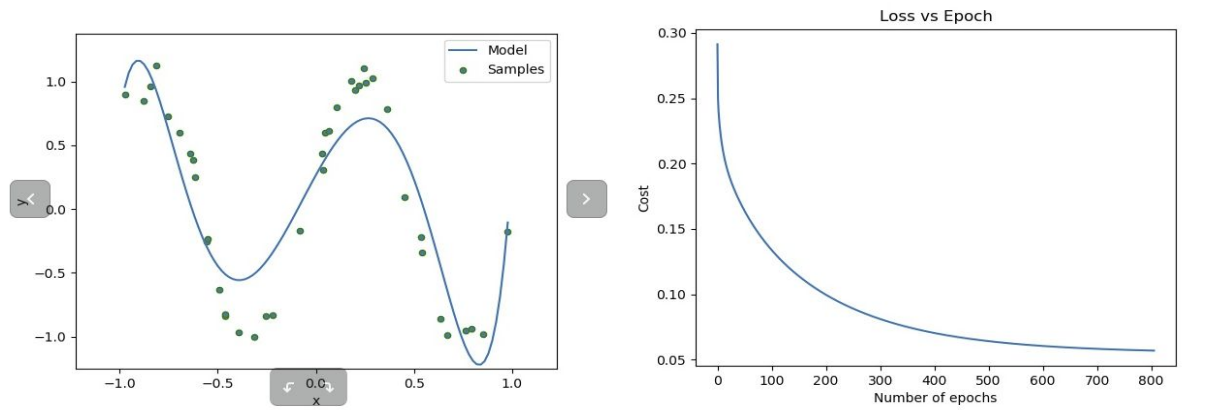 Model
Samples
1.0
0.5
0.0
−0.5
−1.0
y
−1.0 −0.5 0.0 0.5 1.0
x
Loss vs Epoch
0.30
0.25
0.20
0.15
0.10
0.05
Cost
0 100 200 300 400 500 600 700 800
Number of epochs